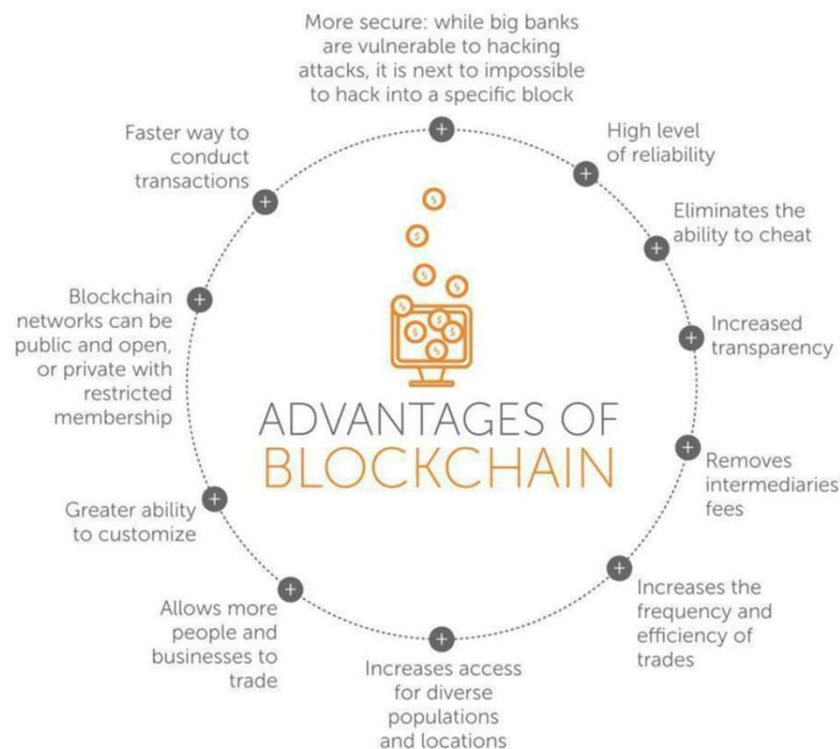 More secure: while big banks
are vulnerable to hacking
attacks, it is next to impossible
to hack into a specific block
High level
of reliability
Eliminates the
ability to cheat
Increased
transparency
Removes
intermediaries
fees
Increases the
frequency and
efficiency of
trades
Increases access
for diverse
populations
and locations
Allows more
people and
businesses to
trade
Greater ability
to customize
Blockchain
networks can be
public and open,
or private with
restricted
membership
Faster way to
conduct
transactions
ADVANTAGES OF
BLOCKCHAIN